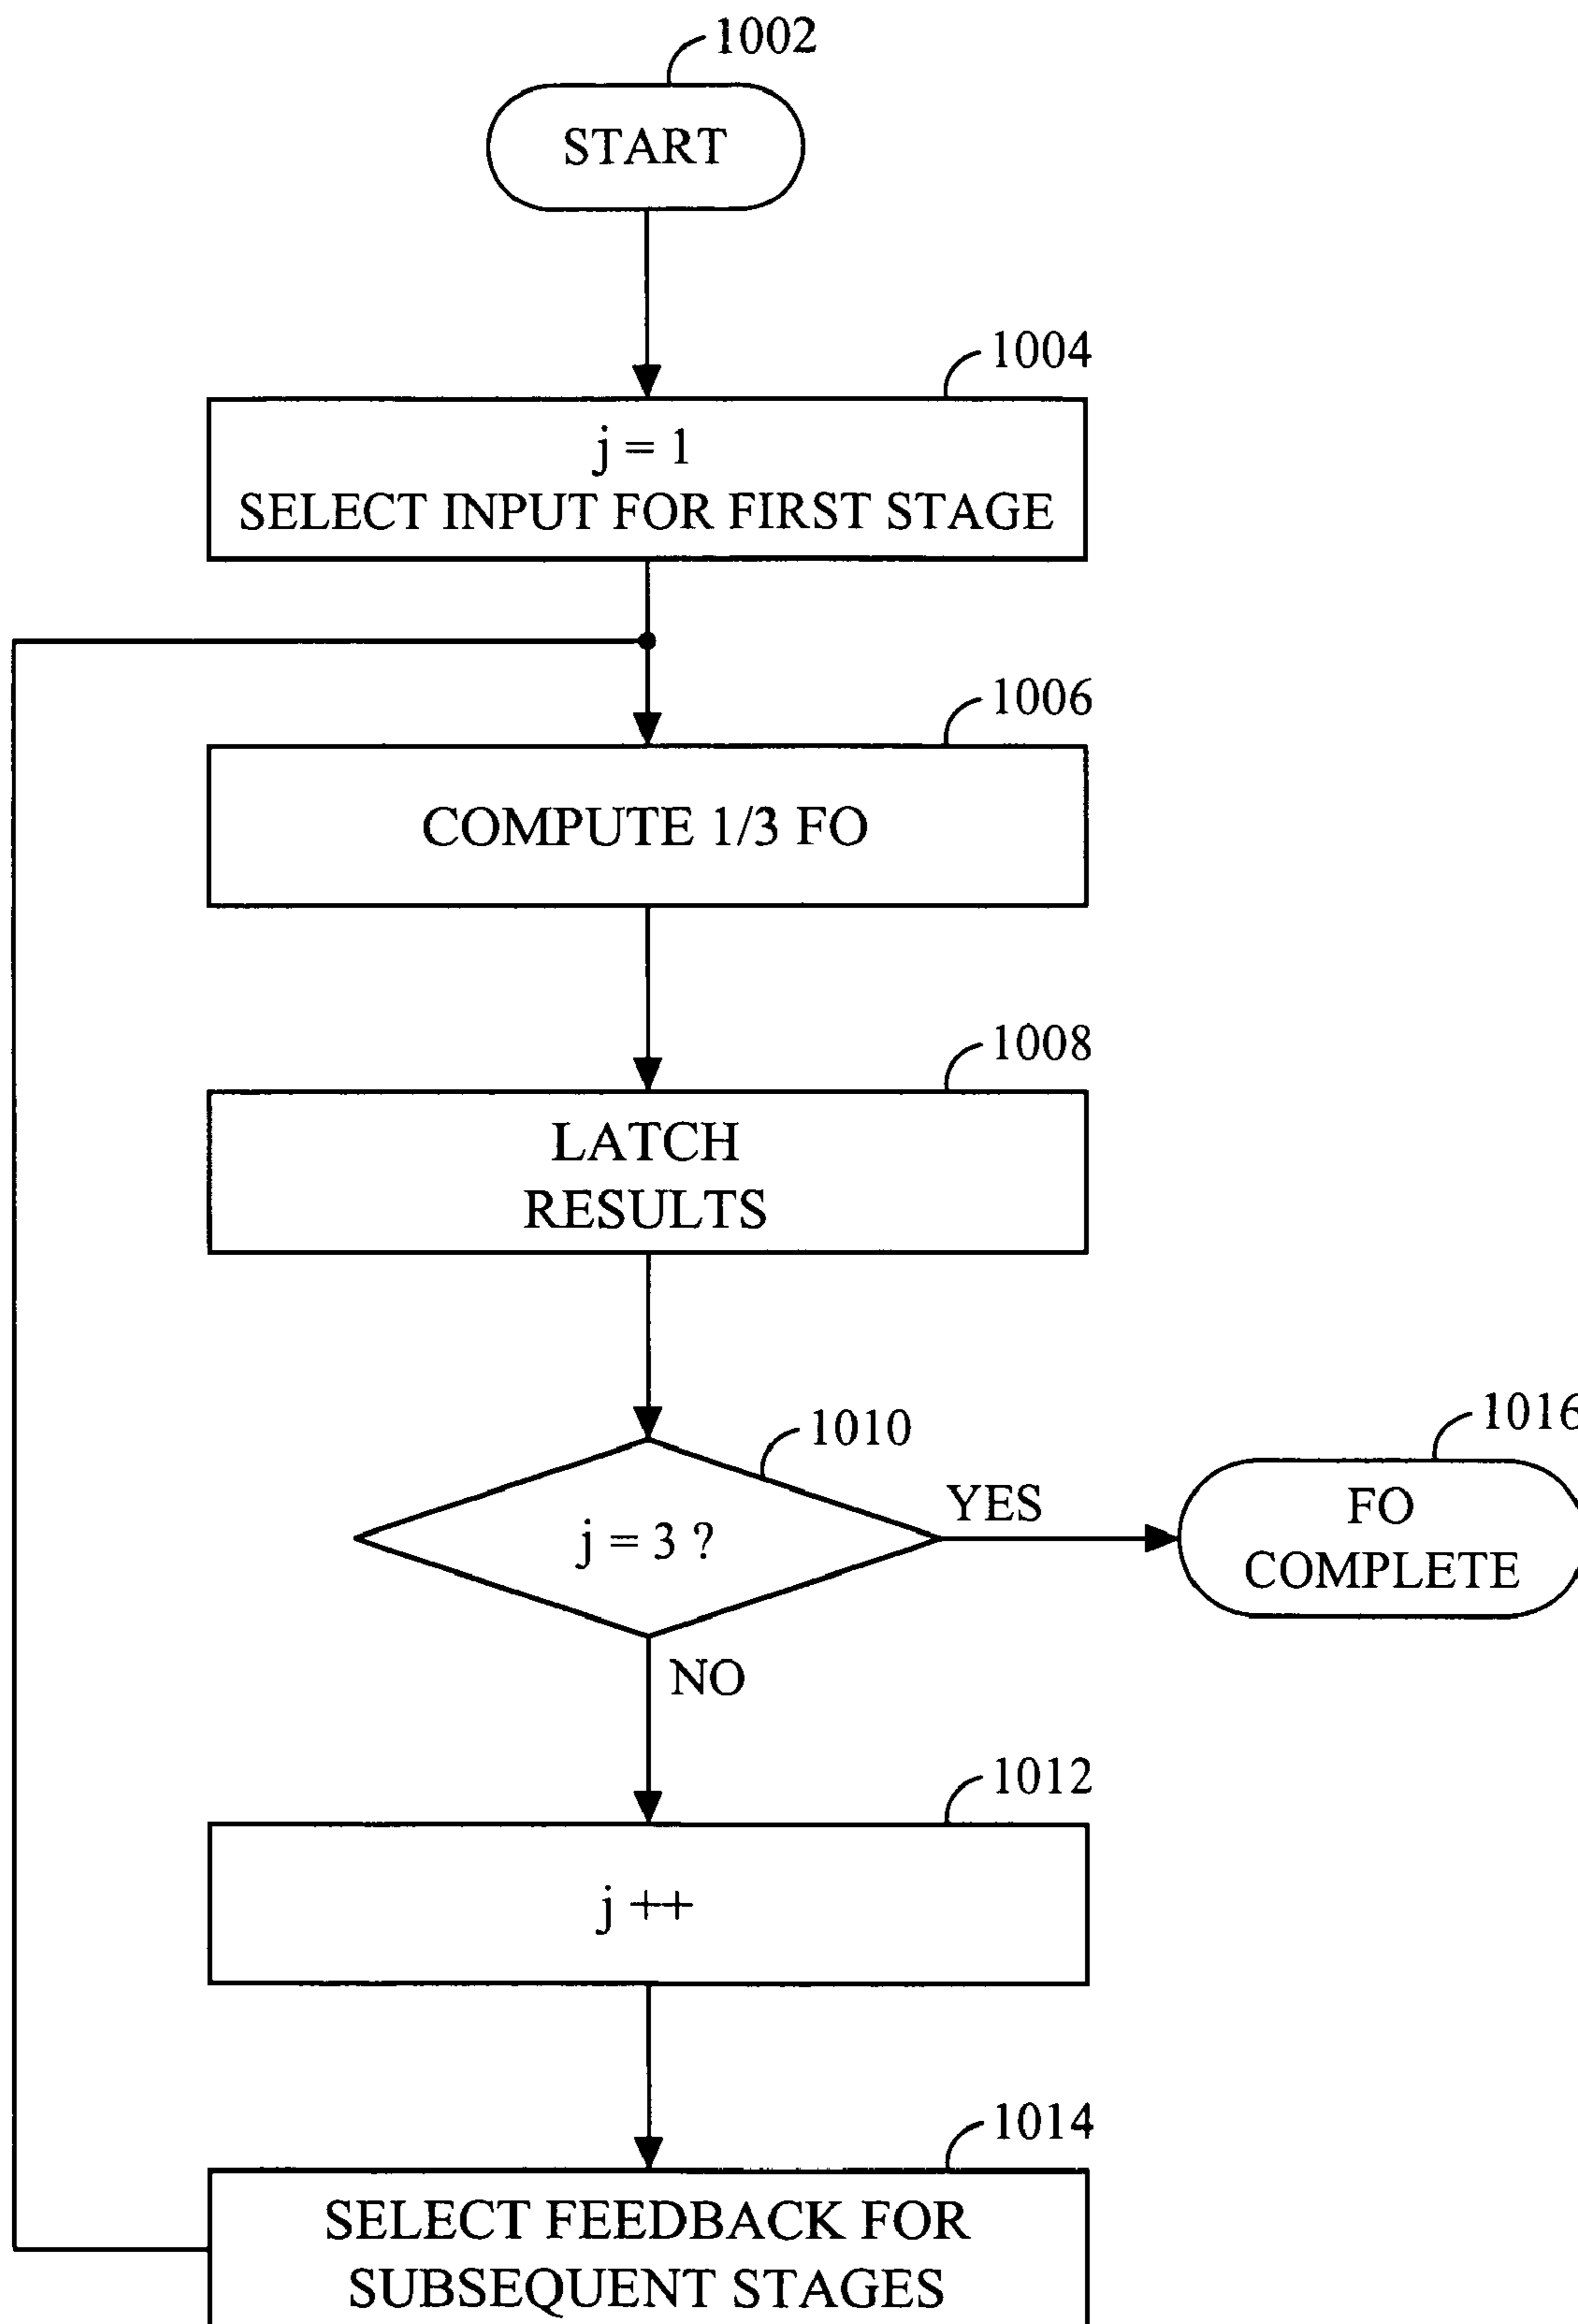 1002
START
1004
j = 1
SELECT INPUT FOR FIRST STAGE
1006
COMPUTE 1/3 FO
1008
LATCH
RESULTS
1010
j = 3 ?
YES
1016
FO
COMPLETE
NO
1012
j ++
1014
SELECT FEEDBACK FOR
SUBSEQUENT STAGES